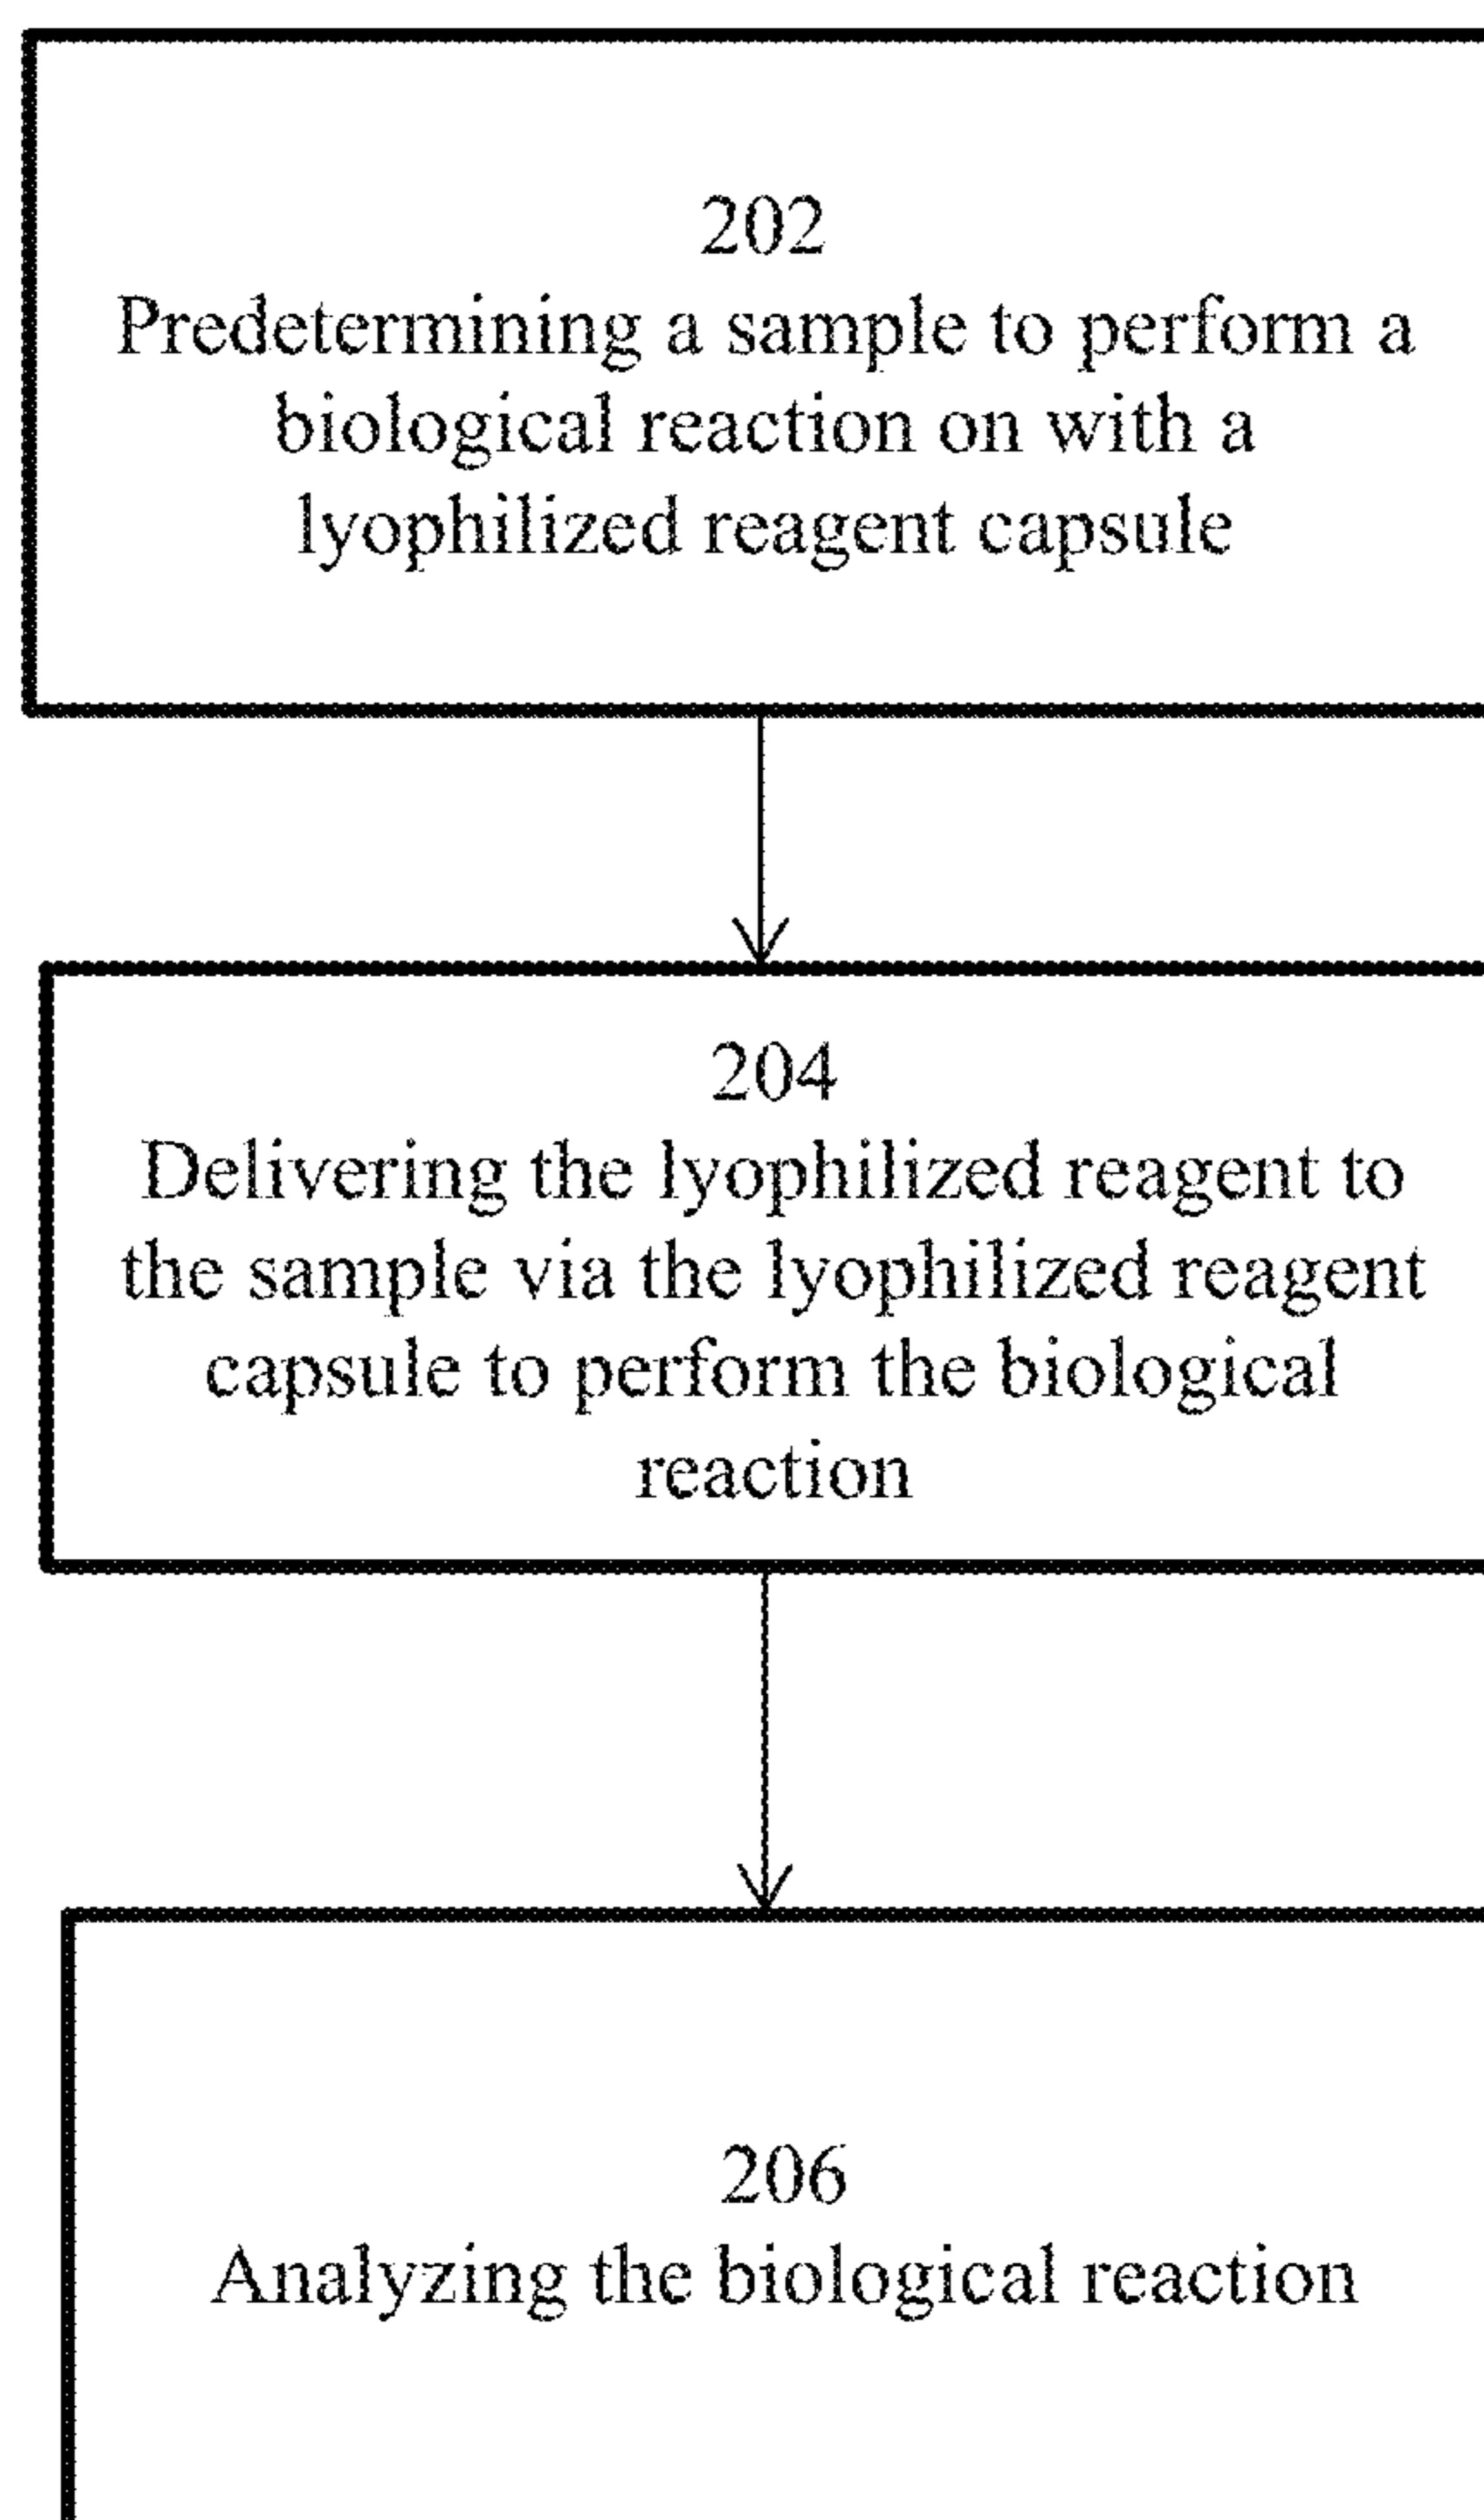 202
Predetermining a sample to perform a
biological reaction on with a
lyophilized reagent capsule
204
Delivering the lyophilized reagent to
the sample via the lyophilized reagent
capsule to perform the biological
reaction
206
Analyzing the biological reaction